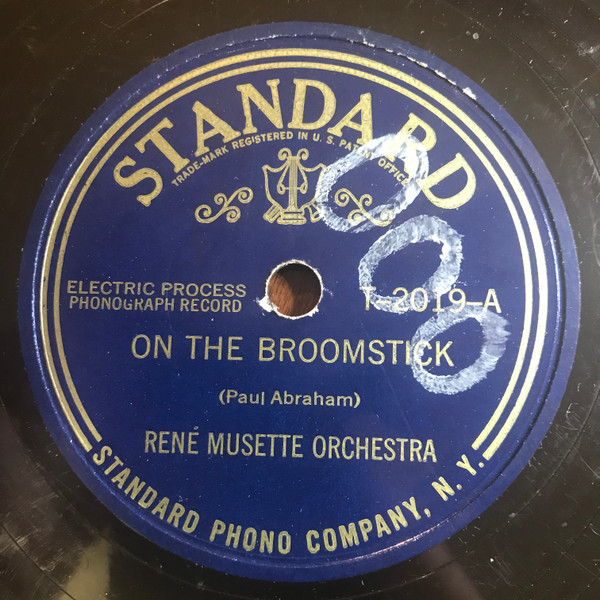 STANDARD
TRADE-MARK REGISTERED IN U. S. PATENT OFFICE
ELECTRIC PROCESS
PHONOGRAPH RECORD
T-2019-A
ON THE BROOMSTICK
(Paul Abraham)
RENÉ MUSETTE ORCHESTRA
STANDARD PHONO COMPANY, N. Y.